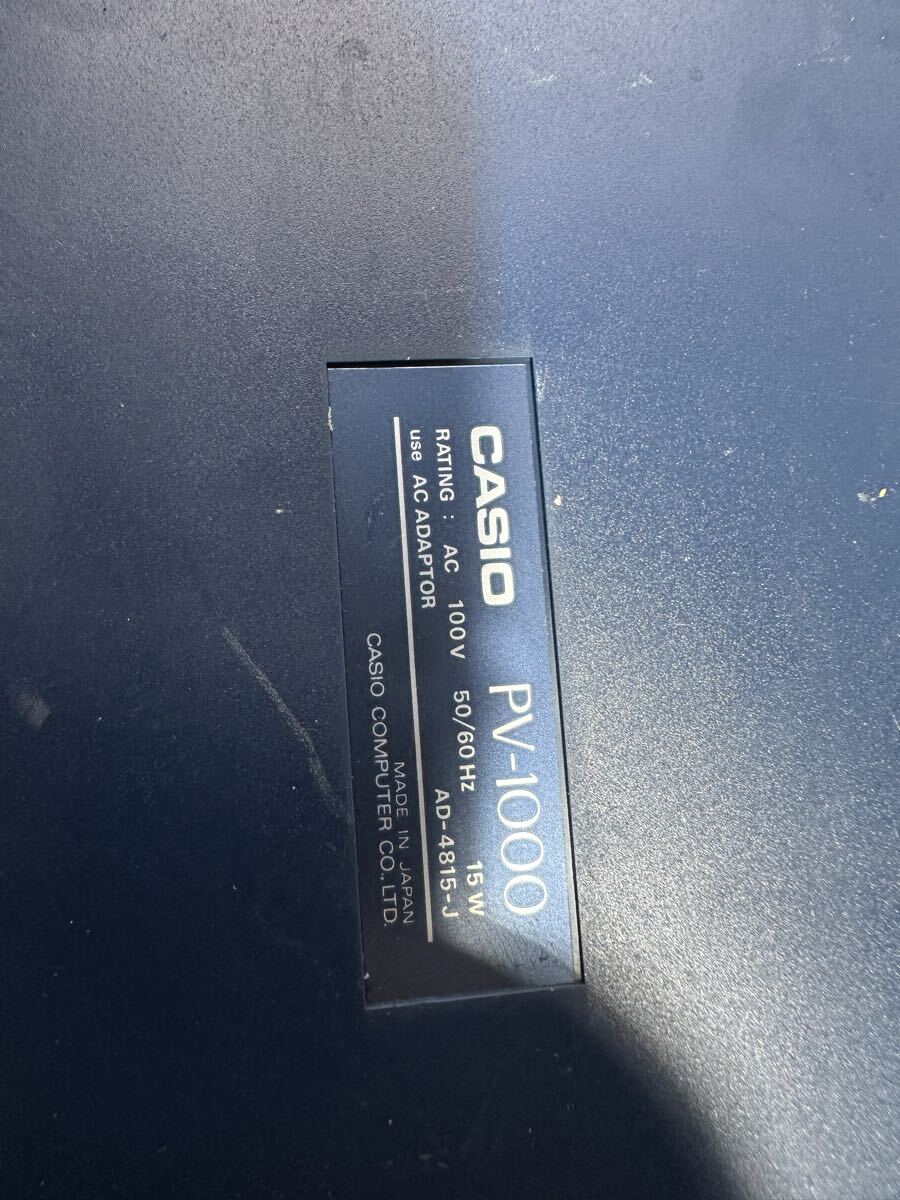 CASIO PV-1000
RATING : AC 100V 50/60Hz 15W
use AC ADAPTOR AD-4815-J
MADE IN JAPAN
CASIO COMPUTER CO., LTD.